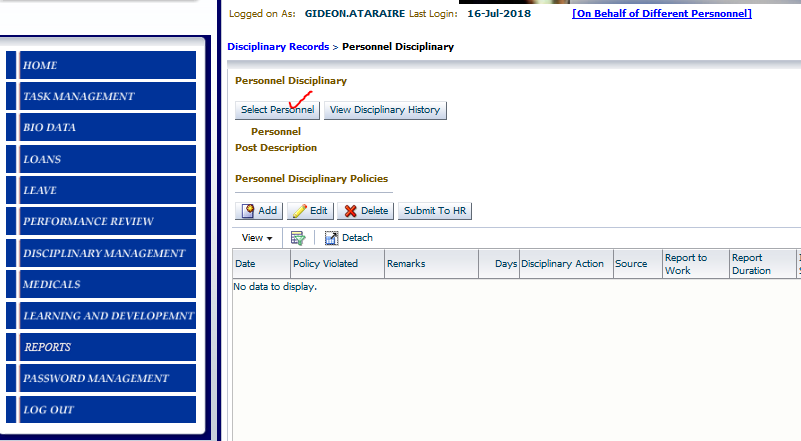 Logged on As: GIDEON.ATARAIRE Last Login: 16-Jul-2018 [On Behalf of Different Persnonnel]
Disciplinary Records > Personnel Disciplinary
HOME
TASK MANAGEMENT
BIO DATA
LOANS
LEAVE
PERFORMANCE REVIEW
DISCIPLINARY MANAGEMENT
MEDICALS
LEARNING AND DEVELOPEMNT
REPORTS
PASSWORD MANAGEMENT
LOG OUT
Personnel Disciplinary
Select Personnel View Disciplinary History
Personnel
Post Description
Personnel Disciplinary Policies
Add Edit Delete Submit To HR
View Detach
Date Policy Violated Remarks Days Disciplinary Action Source Report to Work Report Duration
No data to display.